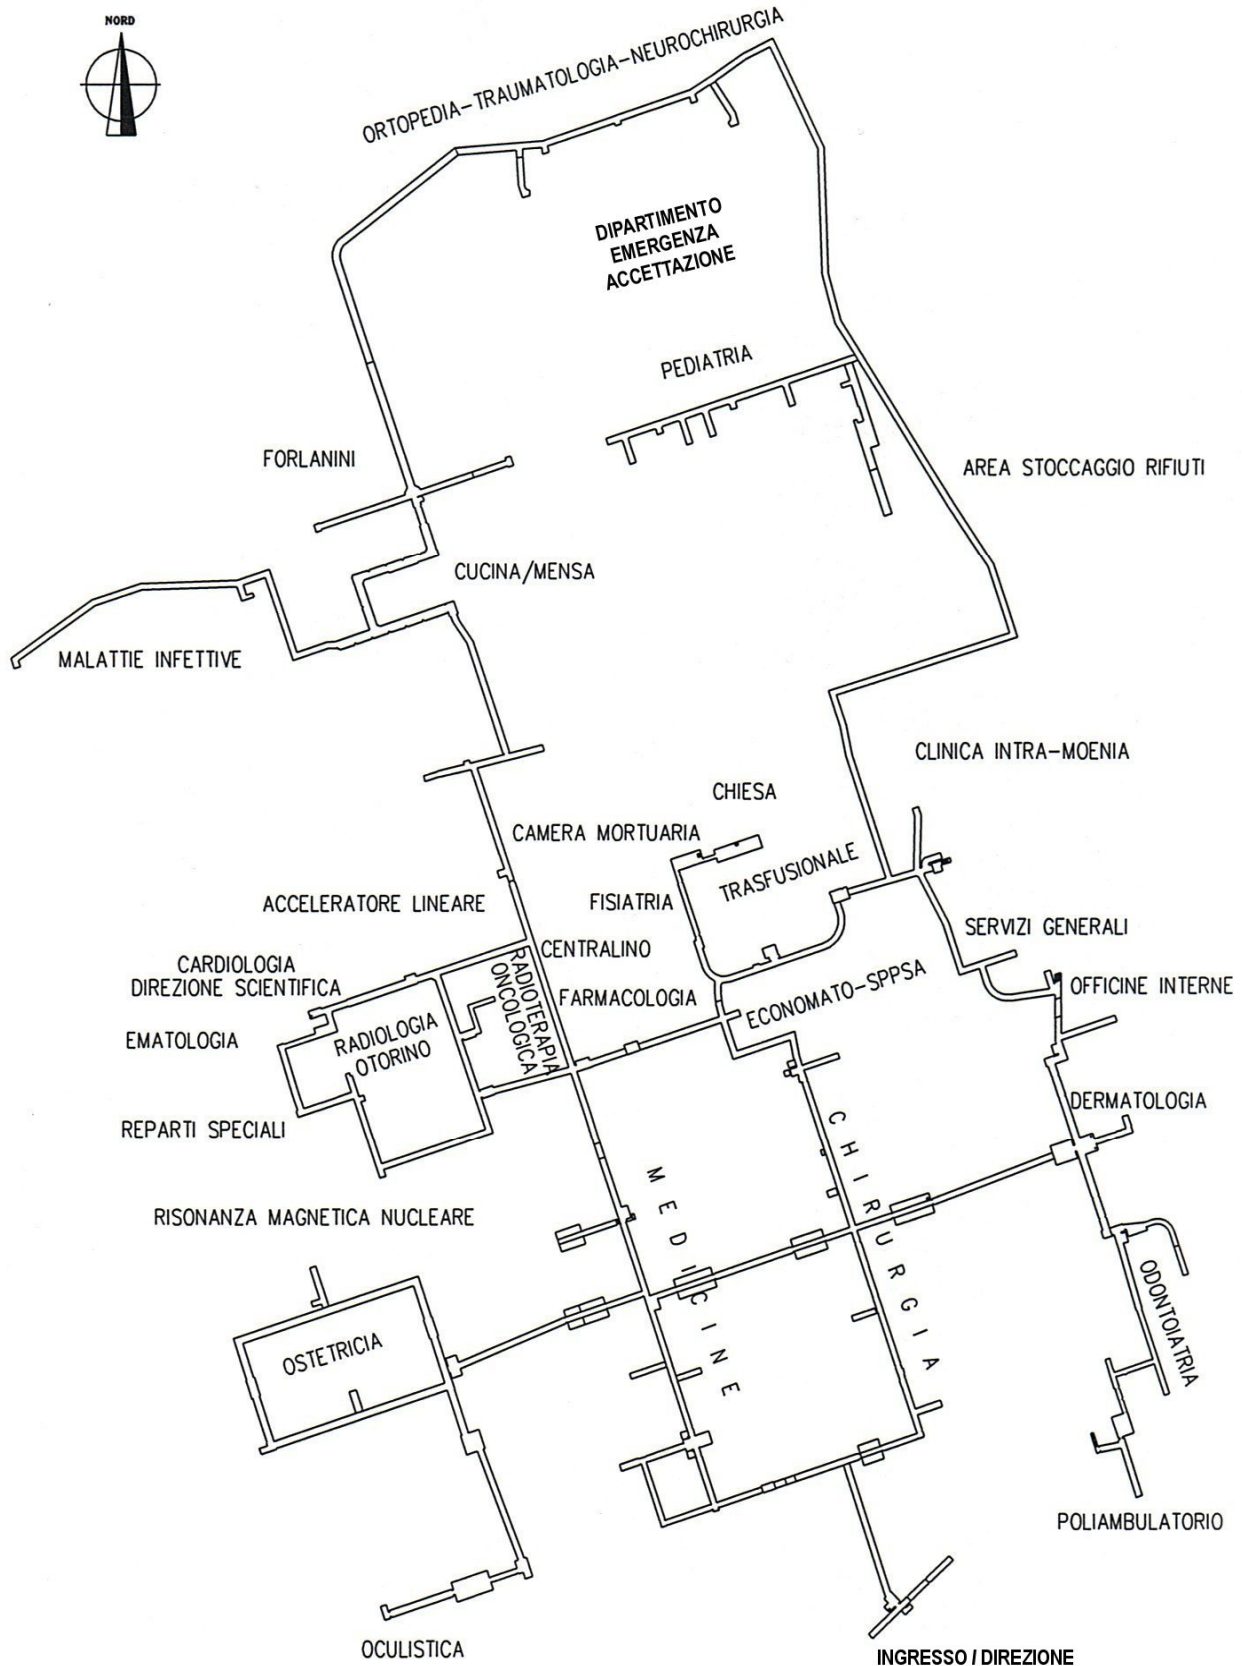 NORD
ORTOPEDIA-TRAUMATOLOGIA-NEUROCHIRURGIA
DIPARTIMENTO
EMERGENZA
ACCETTAZIONE
PEDIATRIA
FORLANINI
AREA STOCCAGGIO RIFIUTI
CUCINA/MENSA
MALATTIE INFETTIVE
CLINICA INTRA-MOENIA
CHIESA
CAMERA MORTUARIA
TRASFUSIONALE
ACCELERATORE LINEARE
FISIATRIA
SERVIZI GENERALI
CENTRALINO
CARDIOLOGIA
DIREZIONE SCIENTIFICA
RADIOTERAPIA
ONCOLOGICA
FARMACOLOGIA
ECONOMATO-SPPSA
OFFICINE INTERNE
EMATOLOGIA
RADIOLOGIA
OTORINO
REPARTI SPECIALI
DERMATOLOGIA
CHIRURGIA
MEDICINE
RISONANZA MAGNETICA NUCLEARE
ODONTOIATRIA
OSTETRICIA
POLIAMBULATORIO
OCULISTICA
INGRESSO / DIREZIONE